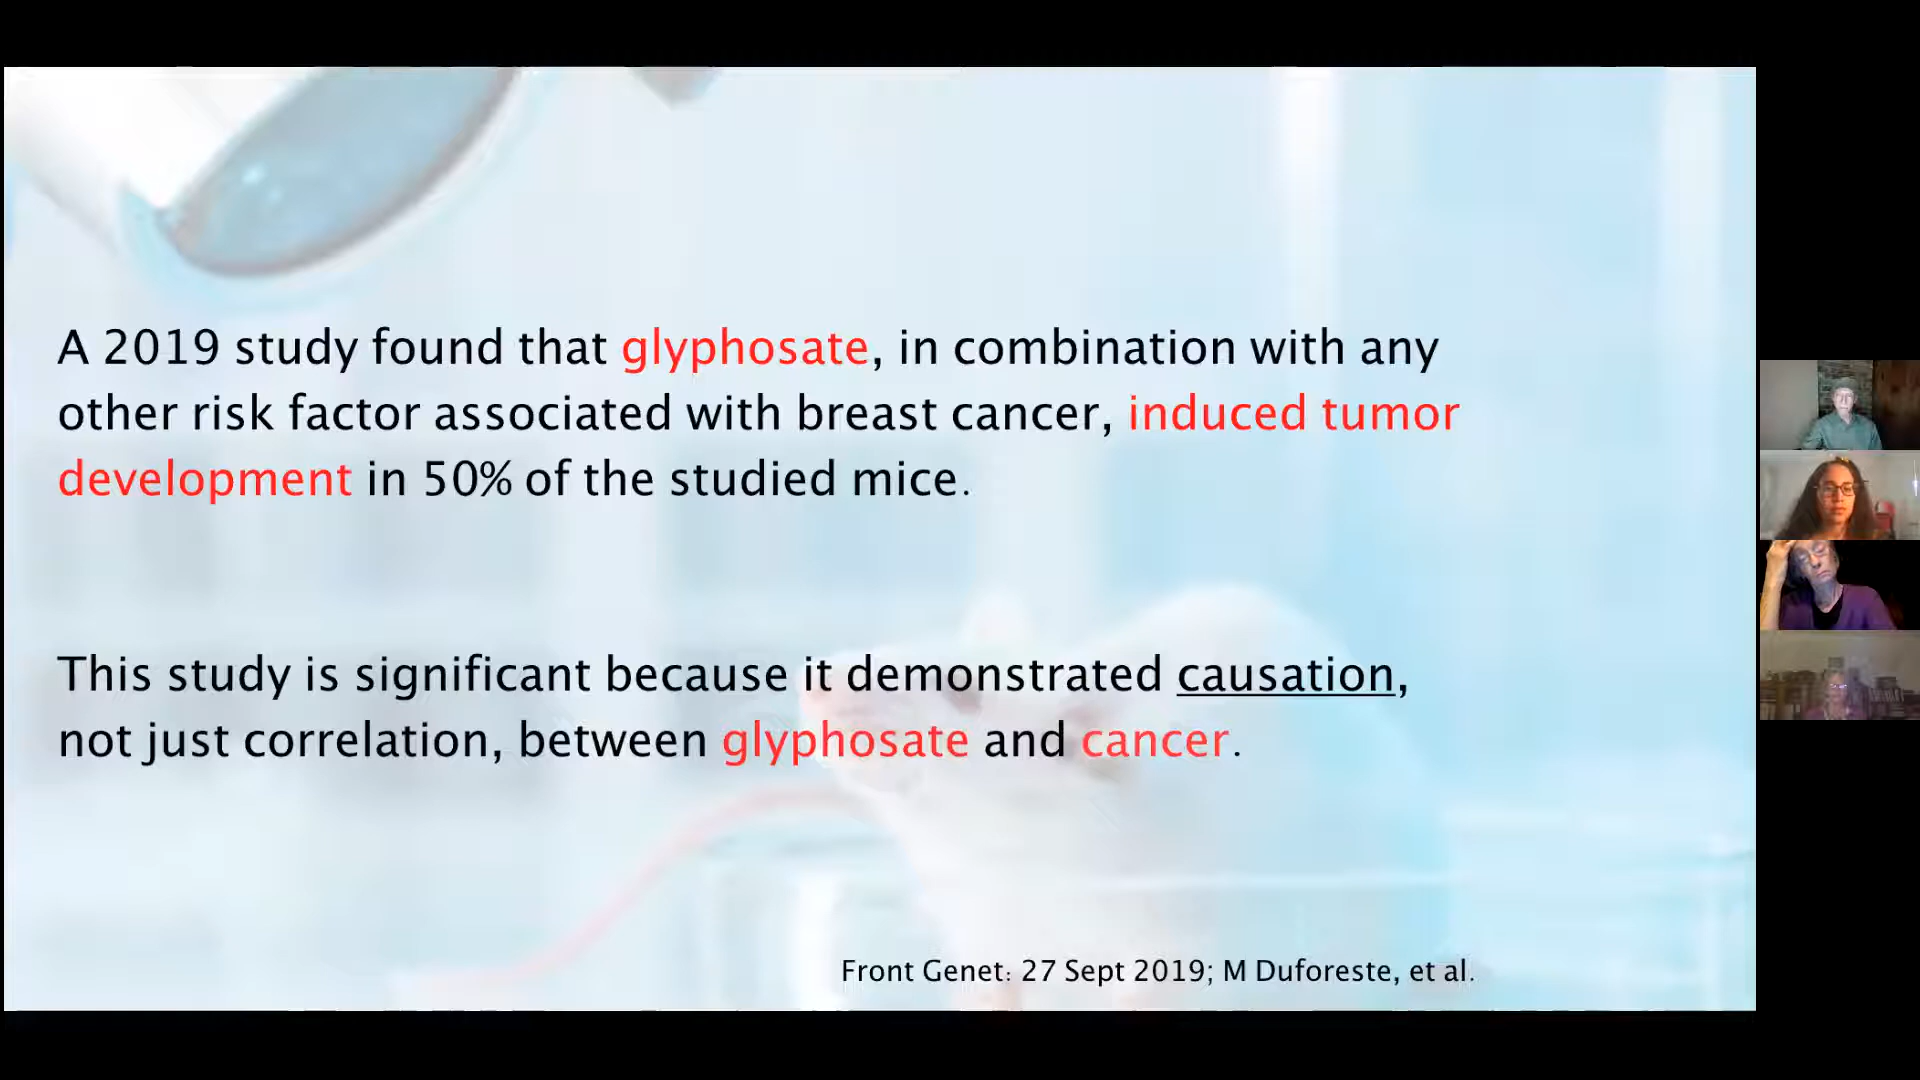 A 2019 study found that glyphosate, in combination with any
other risk factor associated with breast cancer, induced tumor
development in 50% of the studied mice.
This study is significant because it demonstrated causation,
not just correlation, between glyphosate and cancer.
Front Genet: 27 Sept 2019; M Duforeste, et al.